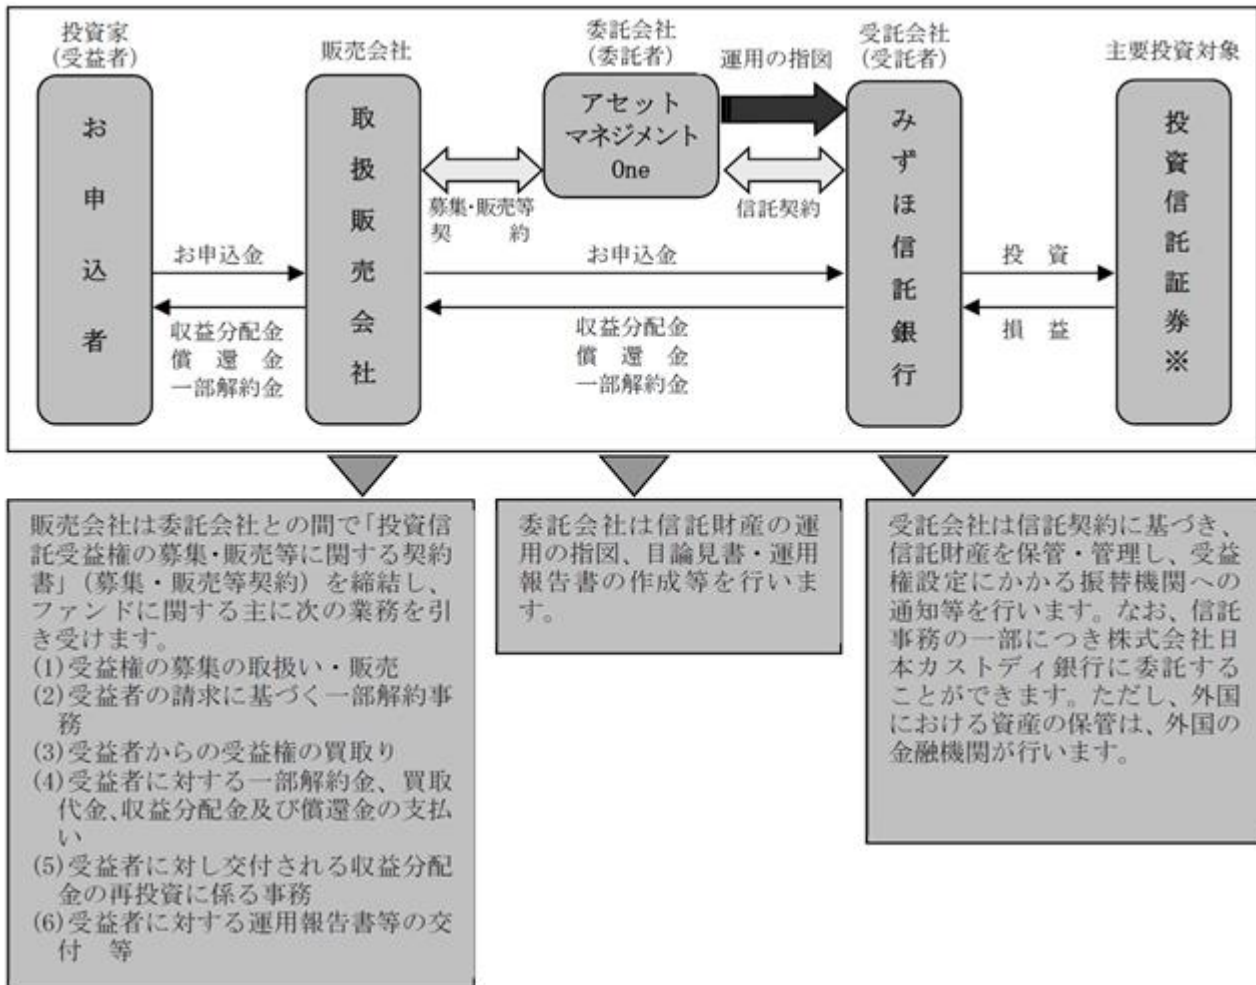 投資家
(受益者)
販売会社
委託会社
(委託者)
運用の指図
受託会社
(受託者)
主要投資対象
お申込者
取扱販売会社
アセット
マネジメント
One
みずほ信託銀行
投資信託証券※
募集・販売等
契　　約
信託契約
お申込金
お申込金
投　資
収益分配金
償　還　金
一部解約金
収益分配金
償　還　金
一部解約金
損　益
販売会社は委託会社との間で「投資信
託受益権の募集・販売等に関する契約
書」(募集・販売等契約)を締結し、
ファンドに関する主に次の業務を引
き受けます。
(1)受益権の募集の取扱い・販売
(2)受益者の請求に基づく一部解約事
務
(3)受益者からの受益権の買取り
(4)受益者に対する一部解約金、買取
代金、収益分配金及び償還金の支払
い
(5)受益者に対し交付される収益分配
金の再投資に係る事務
(6)受益者に対する運用報告書等の交
付　等
委託会社は信託財産の運
用の指図、目論見書・運用
報告書の作成等を行いま
す。
受託会社は信託契約に基づき、
信託財産を保管・管理し、受益
権設定にかかる振替機関への
通知等を行います。なお、信託
事務の一部につき株式会社日
本カストディ銀行に委託する
ことができます。ただし、外国
における資産の保管は、外国の
金融機関が行います。